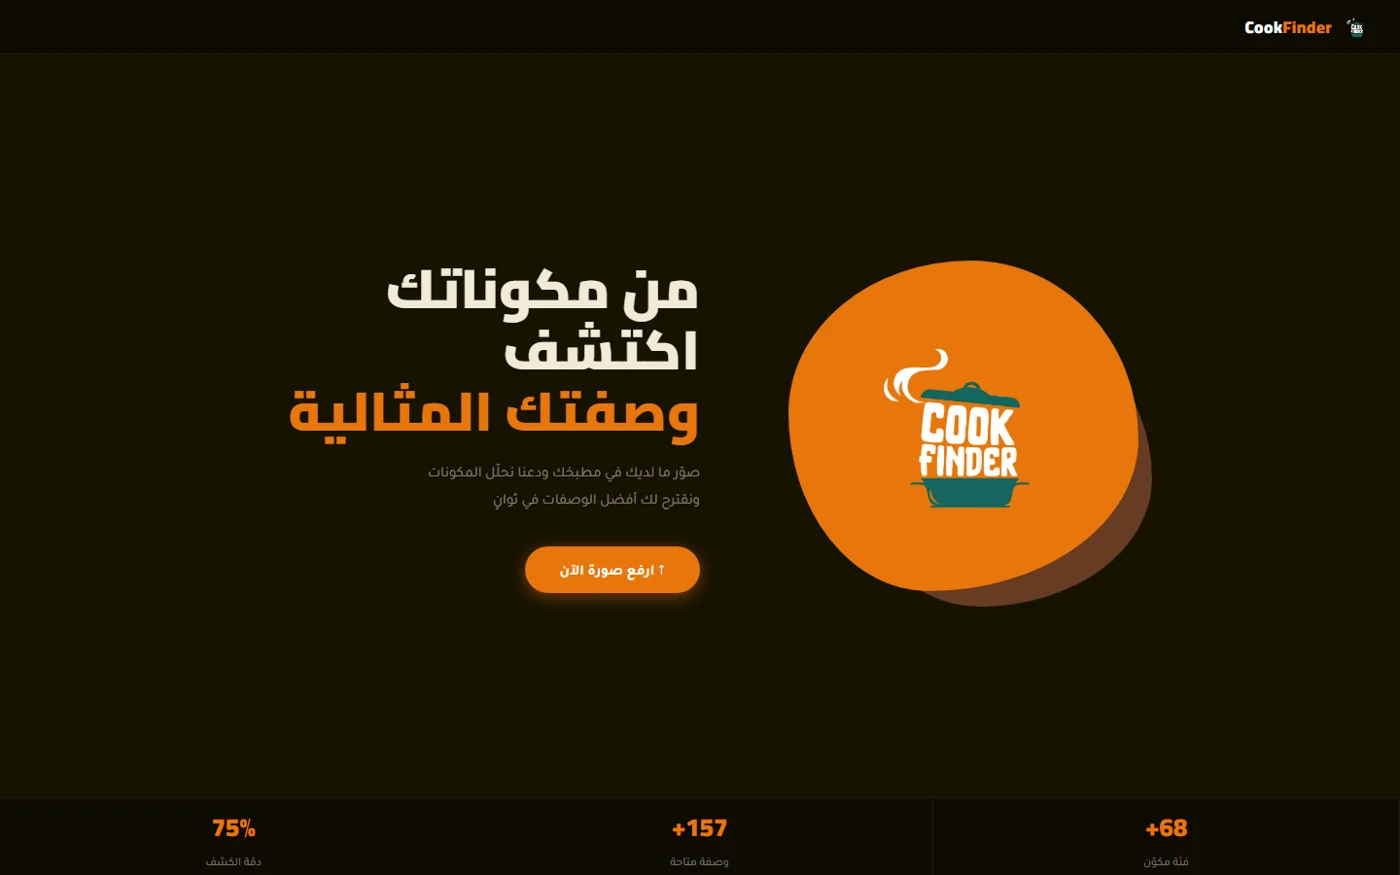 CookFinder
COOK
FINDER
من مكوناتك
اكتشف
وصفتك المثالية
صوّر ما لديك في مطبخك ودعنا نحلّل المكونات
ونقترح لك أفضل الوصفات في ثوانٍ
↑ ارفع صورة الآن
+68
فئة مكوّن
+157
وصفة متاحة
75%
دقة الكشف